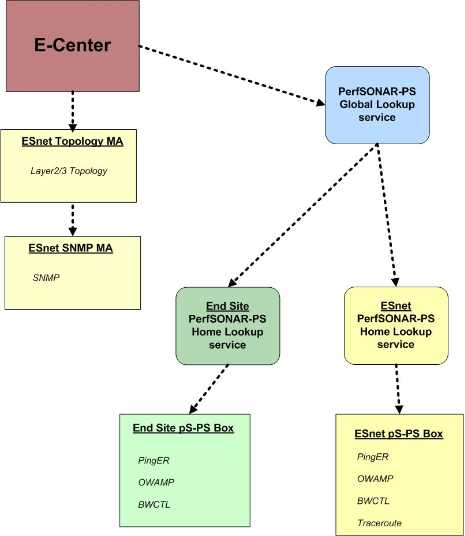 E-Center
PerfSONAR-PS
Global Lookup
service
ESnet Topology MA
Layer2/3 Topology
ESnet SNMP MA
SNMP
End Site
PerfSONAR-PS
Home Lookup
service
ESnet
PerfSONAR-PS
Home Lookup
service
End Site pS-PS Box
PingER
OWAMP
BWCTL
ESnet pS-PS Box
PingER
OWAMP
BWCTL
Traceroute